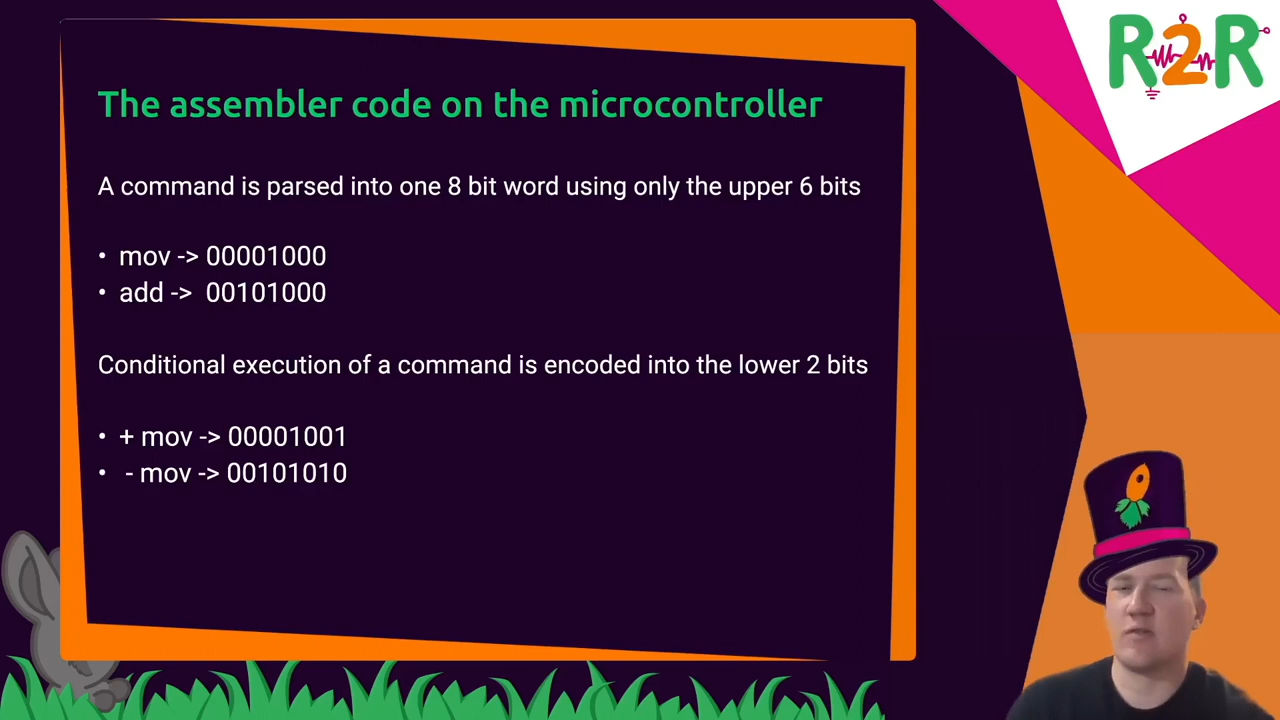 R2R
The assembler code on the microcontroller
A command is parsed into one 8 bit word using only the upper 6 bits
• mov -> 00001000
• add -> 00101000
Conditional execution of a command is encoded into the lower 2 bits
• + mov -> 00001001
• - mov -> 00101010